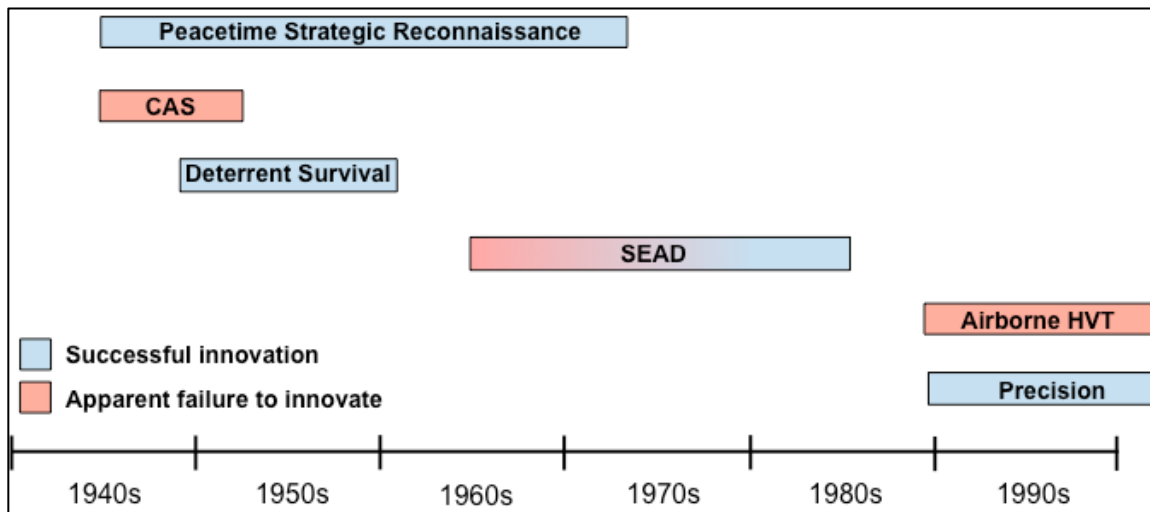 Peacetime Strategic Reconnaissance
CAS
Deterrent Survival
SEAD
Airborne HVT
Successful innovation
Precision
Apparent failure to innovate
1940s 1950s 1960s 1970s 1980s 1990s